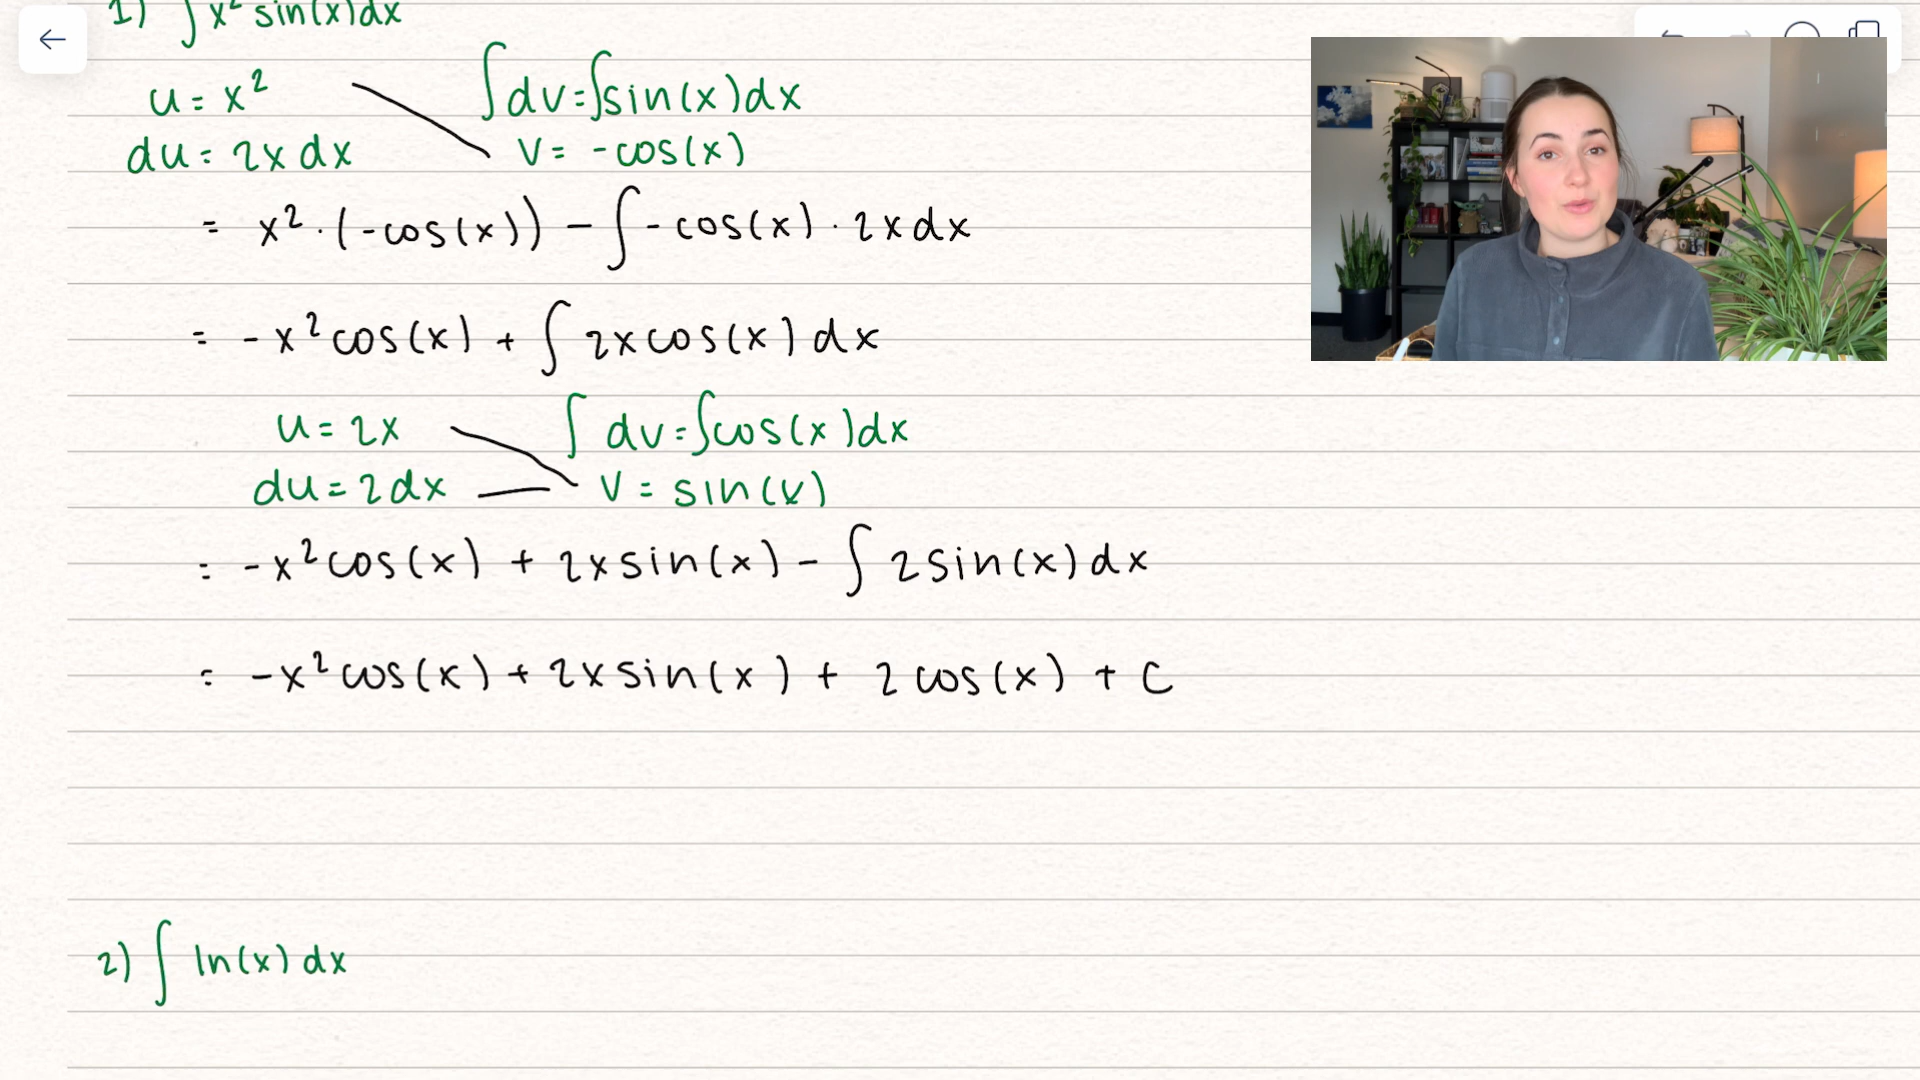 1) ∫ x² sin(x)dx
u = x² ∫dv = ∫sin(x)dx
du = 2x dx v = -cos(x)
= x² · (-cos(x)) - ∫ -cos(x) · 2x dx
= -x² cos(x) + ∫ 2x cos(x) dx
u = 2x ∫ dv = ∫cos(x)dx
du = 2dx v = sin(x)
= -x² cos(x) + 2x sin(x) - ∫ 2 sin(x) dx
= -x² cos(x) + 2x sin(x) + 2 cos(x) + C
2) ∫ ln(x) dx